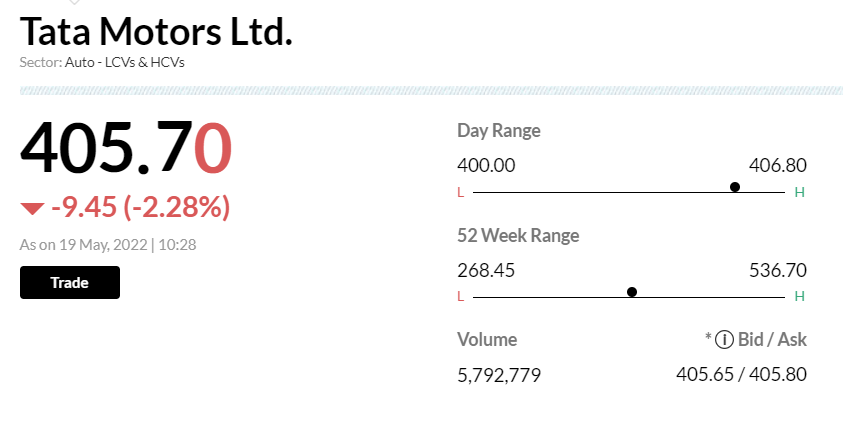 Tata Motors Ltd.
Sector: Auto - LCVs & HCVs
405.70
-9.45 (-2.28%)
As on 19 May, 2022 | 10:28
Trade
Day Range
400.00 406.80
L H
52 Week Range
268.45 536.70
L H
Volume * i Bid / Ask
5,792,779 405.65 / 405.80